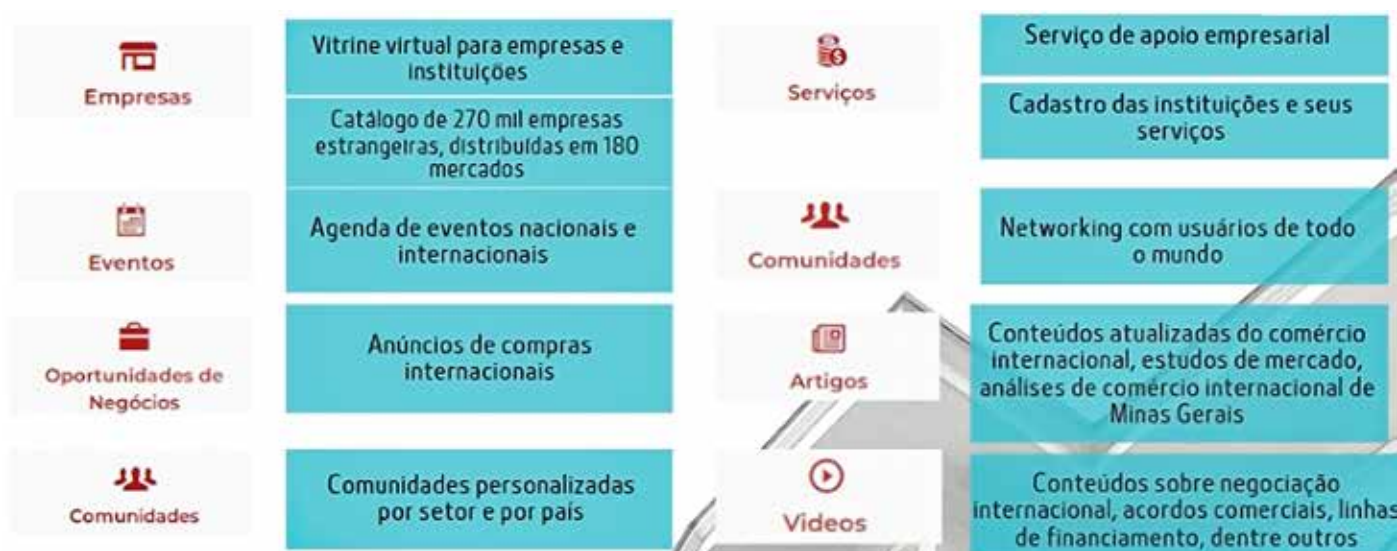 Empresas
Vitrine virtual para empresas e
instituições
Catálogo de 270 mil empresas
estrangeiras, distribuídas em 180
mercados
Eventos
Agenda de eventos nacionais e
internacionais
Oportunidades de
Negócios
Anúncios de compras
internacionais
Comunidades
Comunidades personalizadas
por setor e por país
Serviços
Serviço de apoio empresarial
Cadastro das instituições e seus
serviços
Comunidades
Networking com usuários de todo
o mundo
Artigos
Conteúdos atualizadas do comércio
internacional, estudos de mercado,
análises de comércio internacional de
Minas Gerais
Videos
Conteúdos sobre negociação
internacional, acordos comerciais, linhas
de financiamento, dentre outros